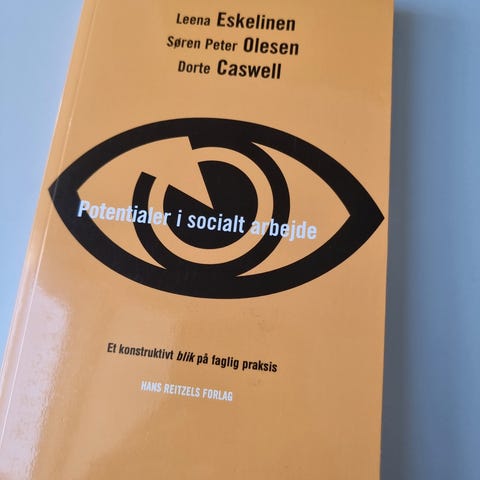 Leena Eskelinen
Søren Peter Olesen
Dorte Caswell
Potentialer i socialt arbejde
Et konstruktivt blik på faglig praksis
HANS REITZELS FORLAG